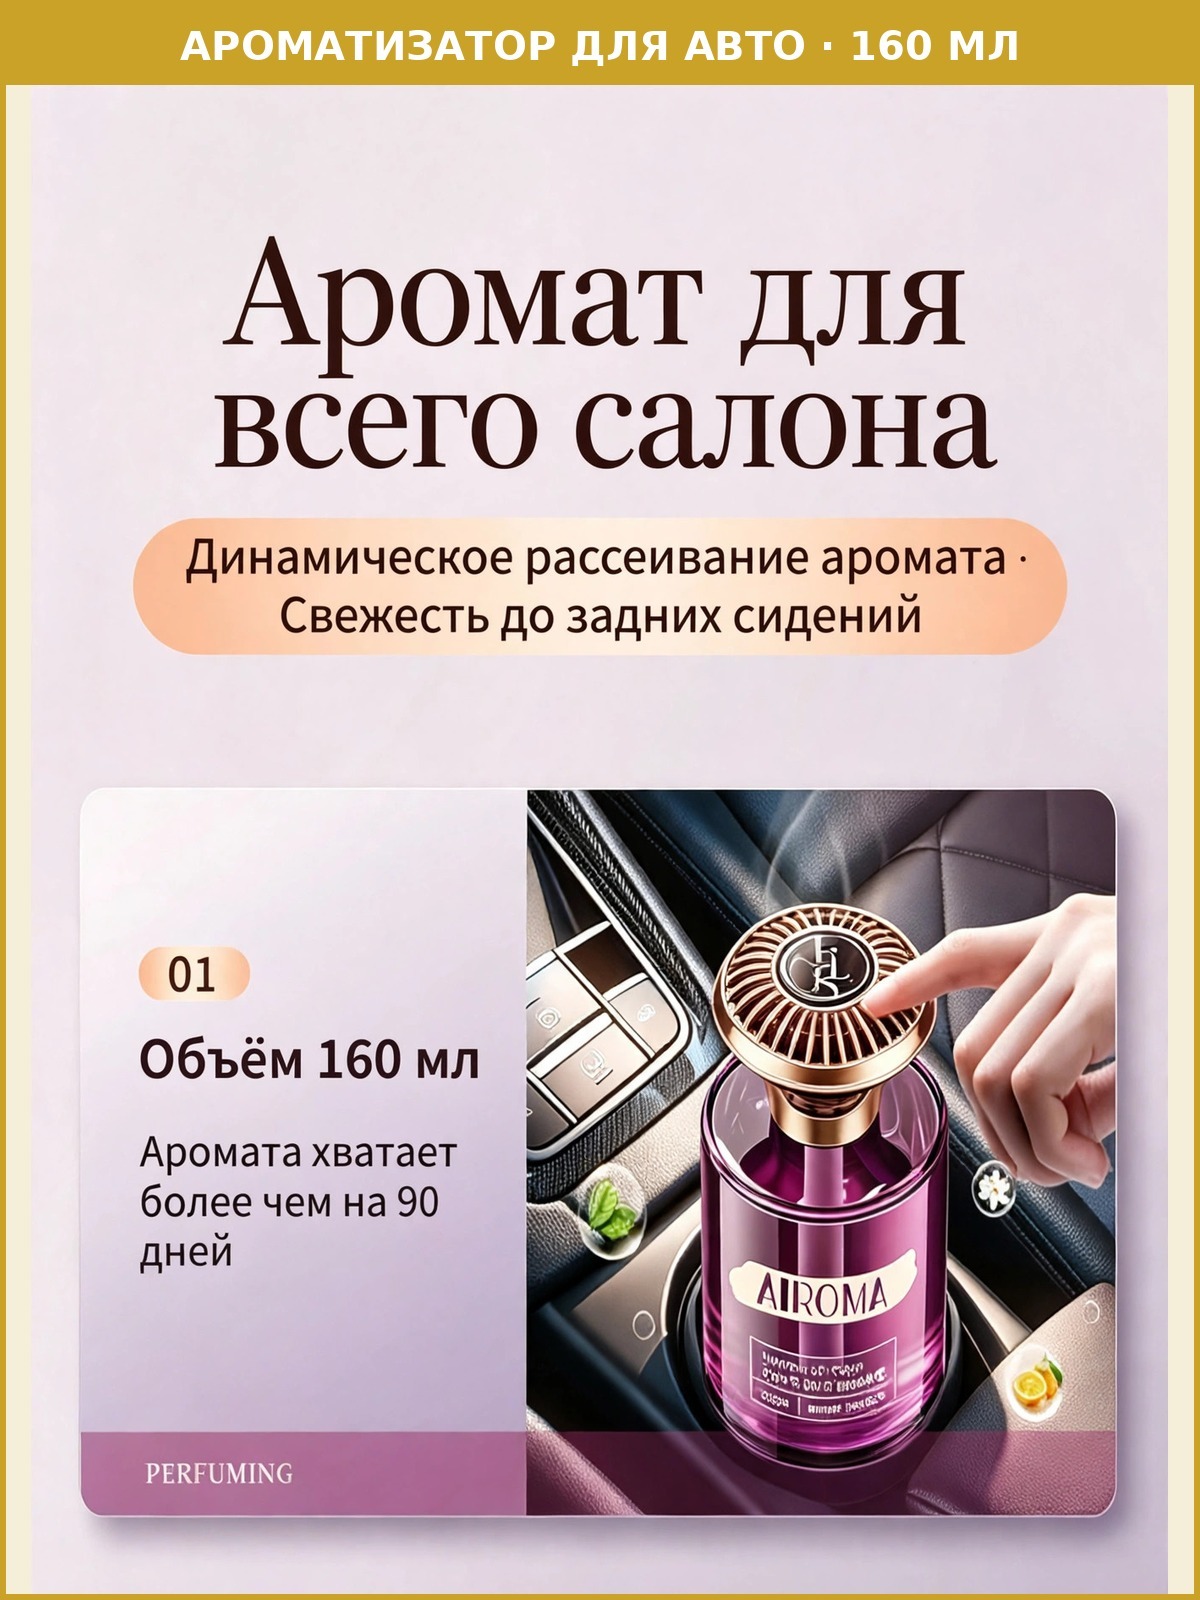 АРОМАТИЗАТОР ДЛЯ АВТО · 160 МЛ
Аромат для
всего салона
Динамическое рассеивание аромата ·
Свежесть до задних сидений
01
Объём 160 мл
Аромата хватает
более чем на 90
дней
PERFUMING
AIROMA